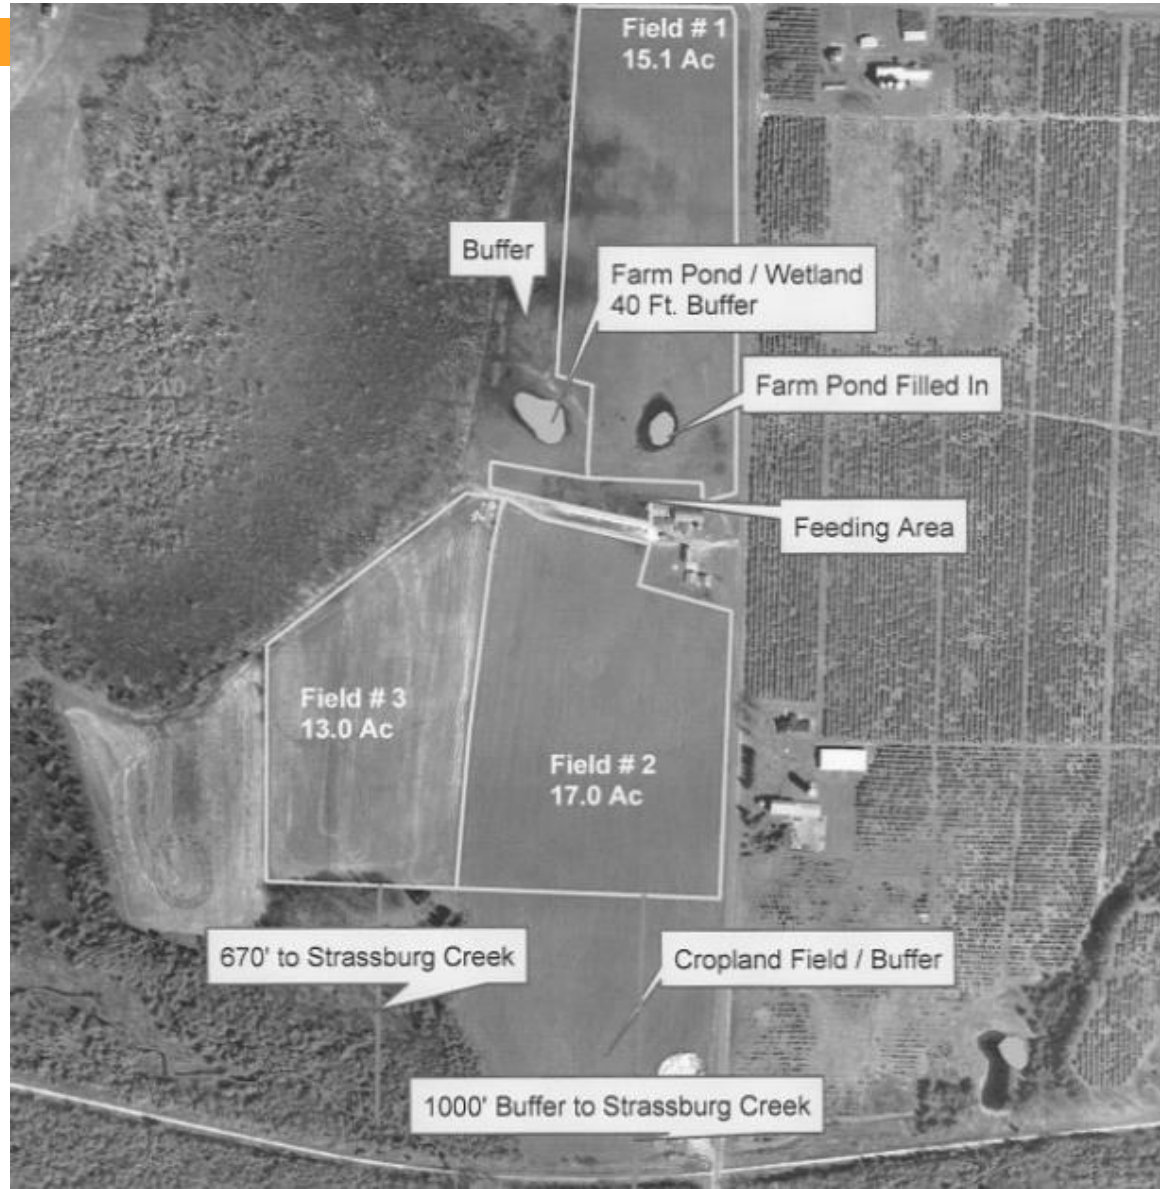 Field # 1
15.1 Ac
Buffer
Farm Pond / Wetland
40 Ft. Buffer
Farm Pond Filled In
Feeding Area
Field # 3
13.0 Ac
Field # 2
17.0 Ac
670' to Strassburg Creek
Cropland Field / Buffer
1000' Buffer to Strassburg Creek